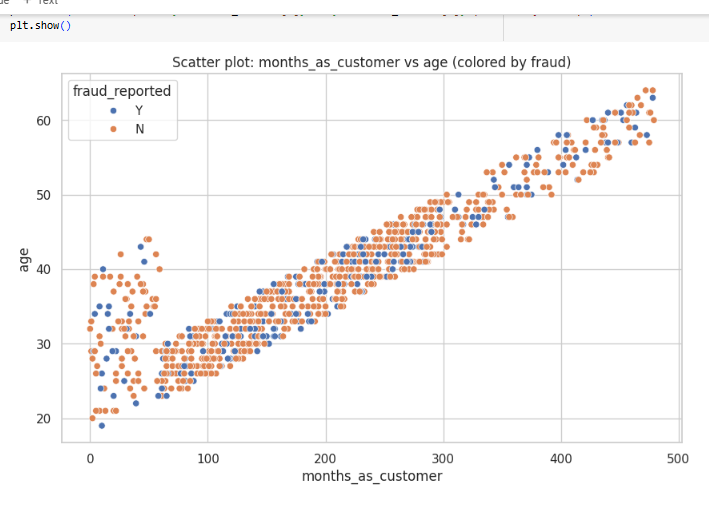 Text
plt.show()
Scatter plot: months_as_customer vs age (colored by fraud)
fraud_reported
Y
N
60
50
40
30
20
age
0 100 200 300 400 500
months_as_customer